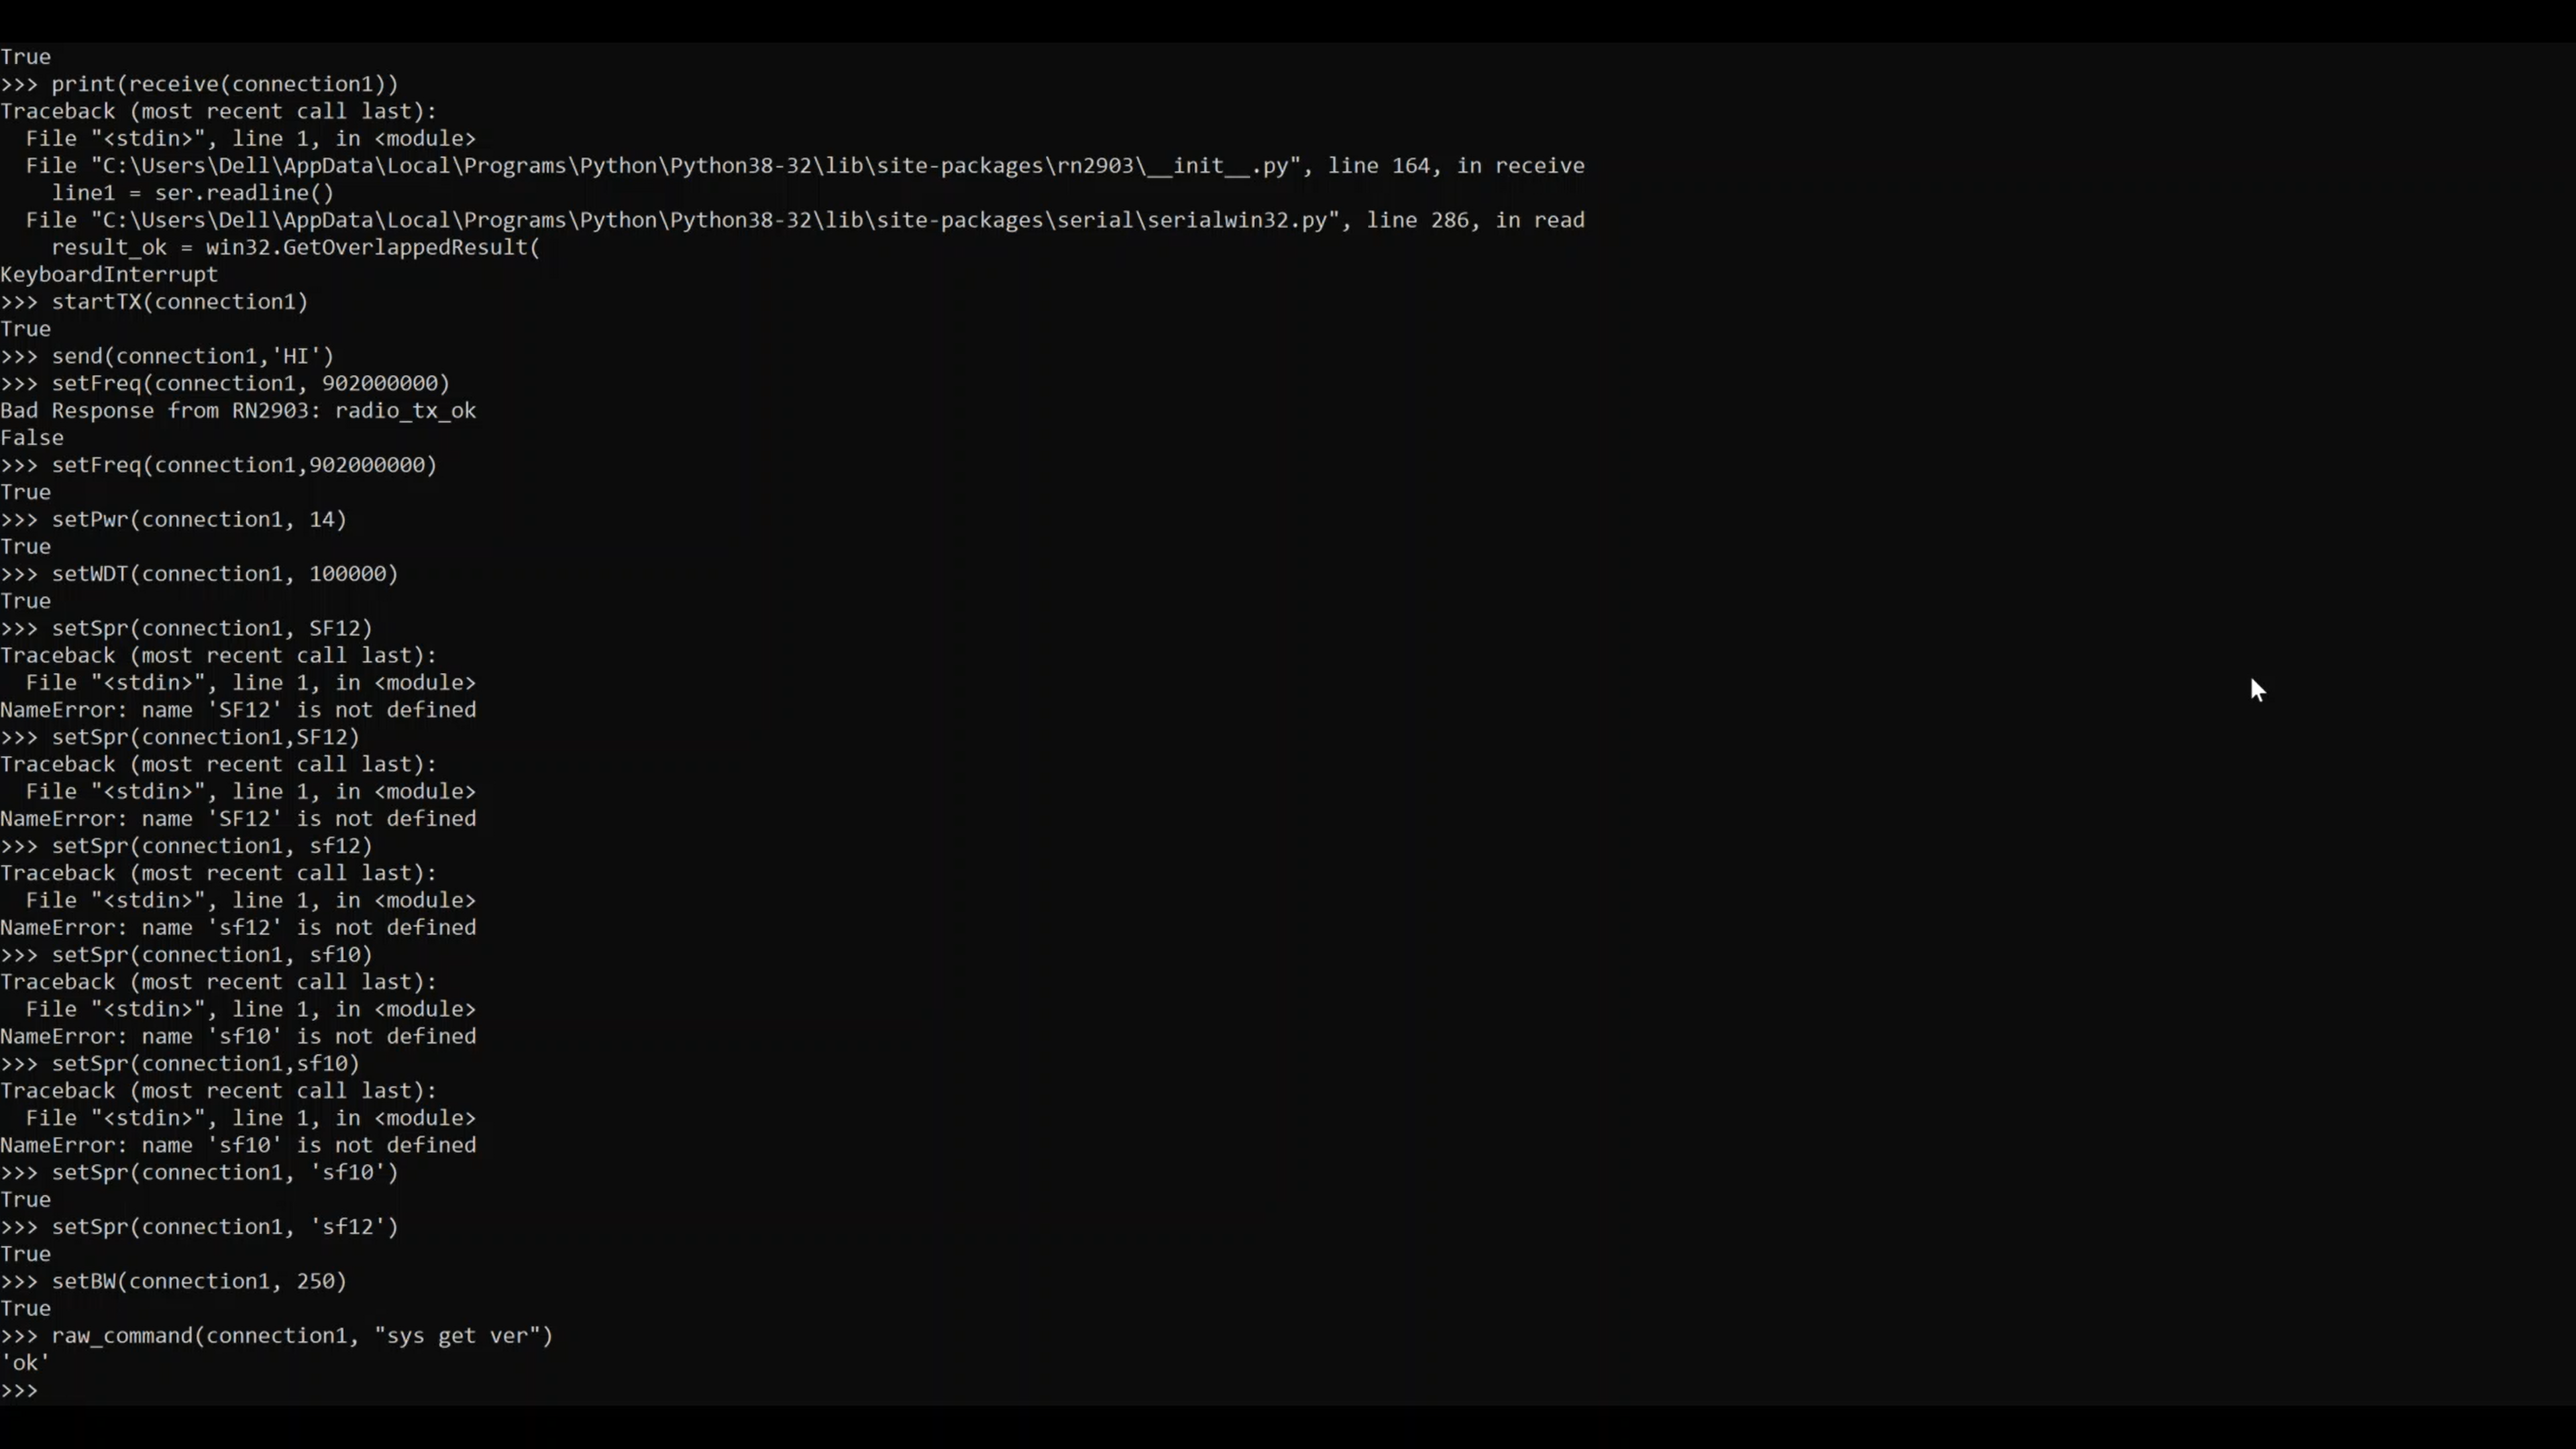 True
>>> print(receive(connection1))
Traceback (most recent call last):
  File "<stdin>", line 1, in <module>
  File "C:\Users\Dell\AppData\Local\Programs\Python\Python38-32\lib\site-packages\rn2903\__init__.py", line 164, in receive
    line1 = ser.readline()
  File "C:\Users\Dell\AppData\Local\Programs\Python\Python38-32\lib\site-packages\serial\serialwin32.py", line 286, in read
    result_ok = win32.GetOverlappedResult(
KeyboardInterrupt
>>> startTX(connection1)
True
>>> send(connection1,'HI')
>>> setFreq(connection1, 902000000)
Bad Response from RN2903: radio_tx_ok
False
>>> setFreq(connection1,902000000)
True
>>> setPwr(connection1, 14)
True
>>> setWDT(connection1, 100000)
True
>>> setSpr(connection1, SF12)
Traceback (most recent call last):
  File "<stdin>", line 1, in <module>
NameError: name 'SF12' is not defined
>>> setSpr(connection1,SF12)
Traceback (most recent call last):
  File "<stdin>", line 1, in <module>
NameError: name 'SF12' is not defined
>>> setSpr(connection1, sf12)
Traceback (most recent call last):
  File "<stdin>", line 1, in <module>
NameError: name 'sf12' is not defined
>>> setSpr(connection1, sf10)
Traceback (most recent call last):
  File "<stdin>", line 1, in <module>
NameError: name 'sf10' is not defined
>>> setSpr(connection1,sf10)
Traceback (most recent call last):
  File "<stdin>", line 1, in <module>
NameError: name 'sf10' is not defined
>>> setSpr(connection1, 'sf10')
True
>>> setSpr(connection1, 'sf12')
True
>>> setBW(connection1, 250)
True
>>> raw_command(connection1, "sys get ver")
'ok'
>>>